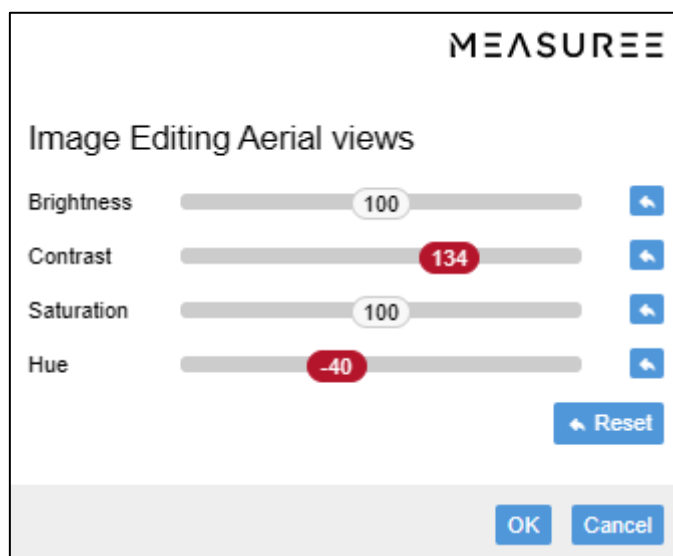 MEASUREE
Image Editing Aerial views
Brightness 100
Contrast 134
Saturation 100
Hue -40
Reset
OK Cancel